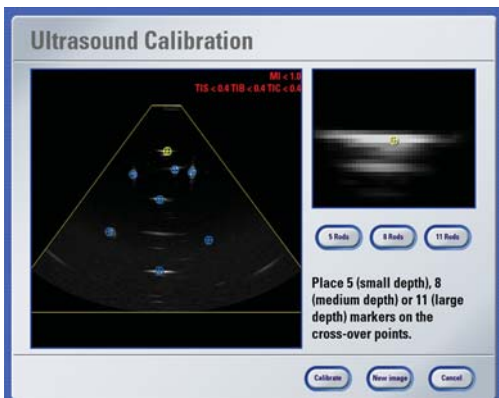 Ultrasound Calibration
MI < 1.0
TIS < 0.4 TIB < 0.4 TIC < 0.4
5 Rods
8 Rods
11 Rods
Place 5 (small depth), 8
(medium depth) or 11 (large
depth) markers on the
cross-over points.
Calibrate
New image
Cancel